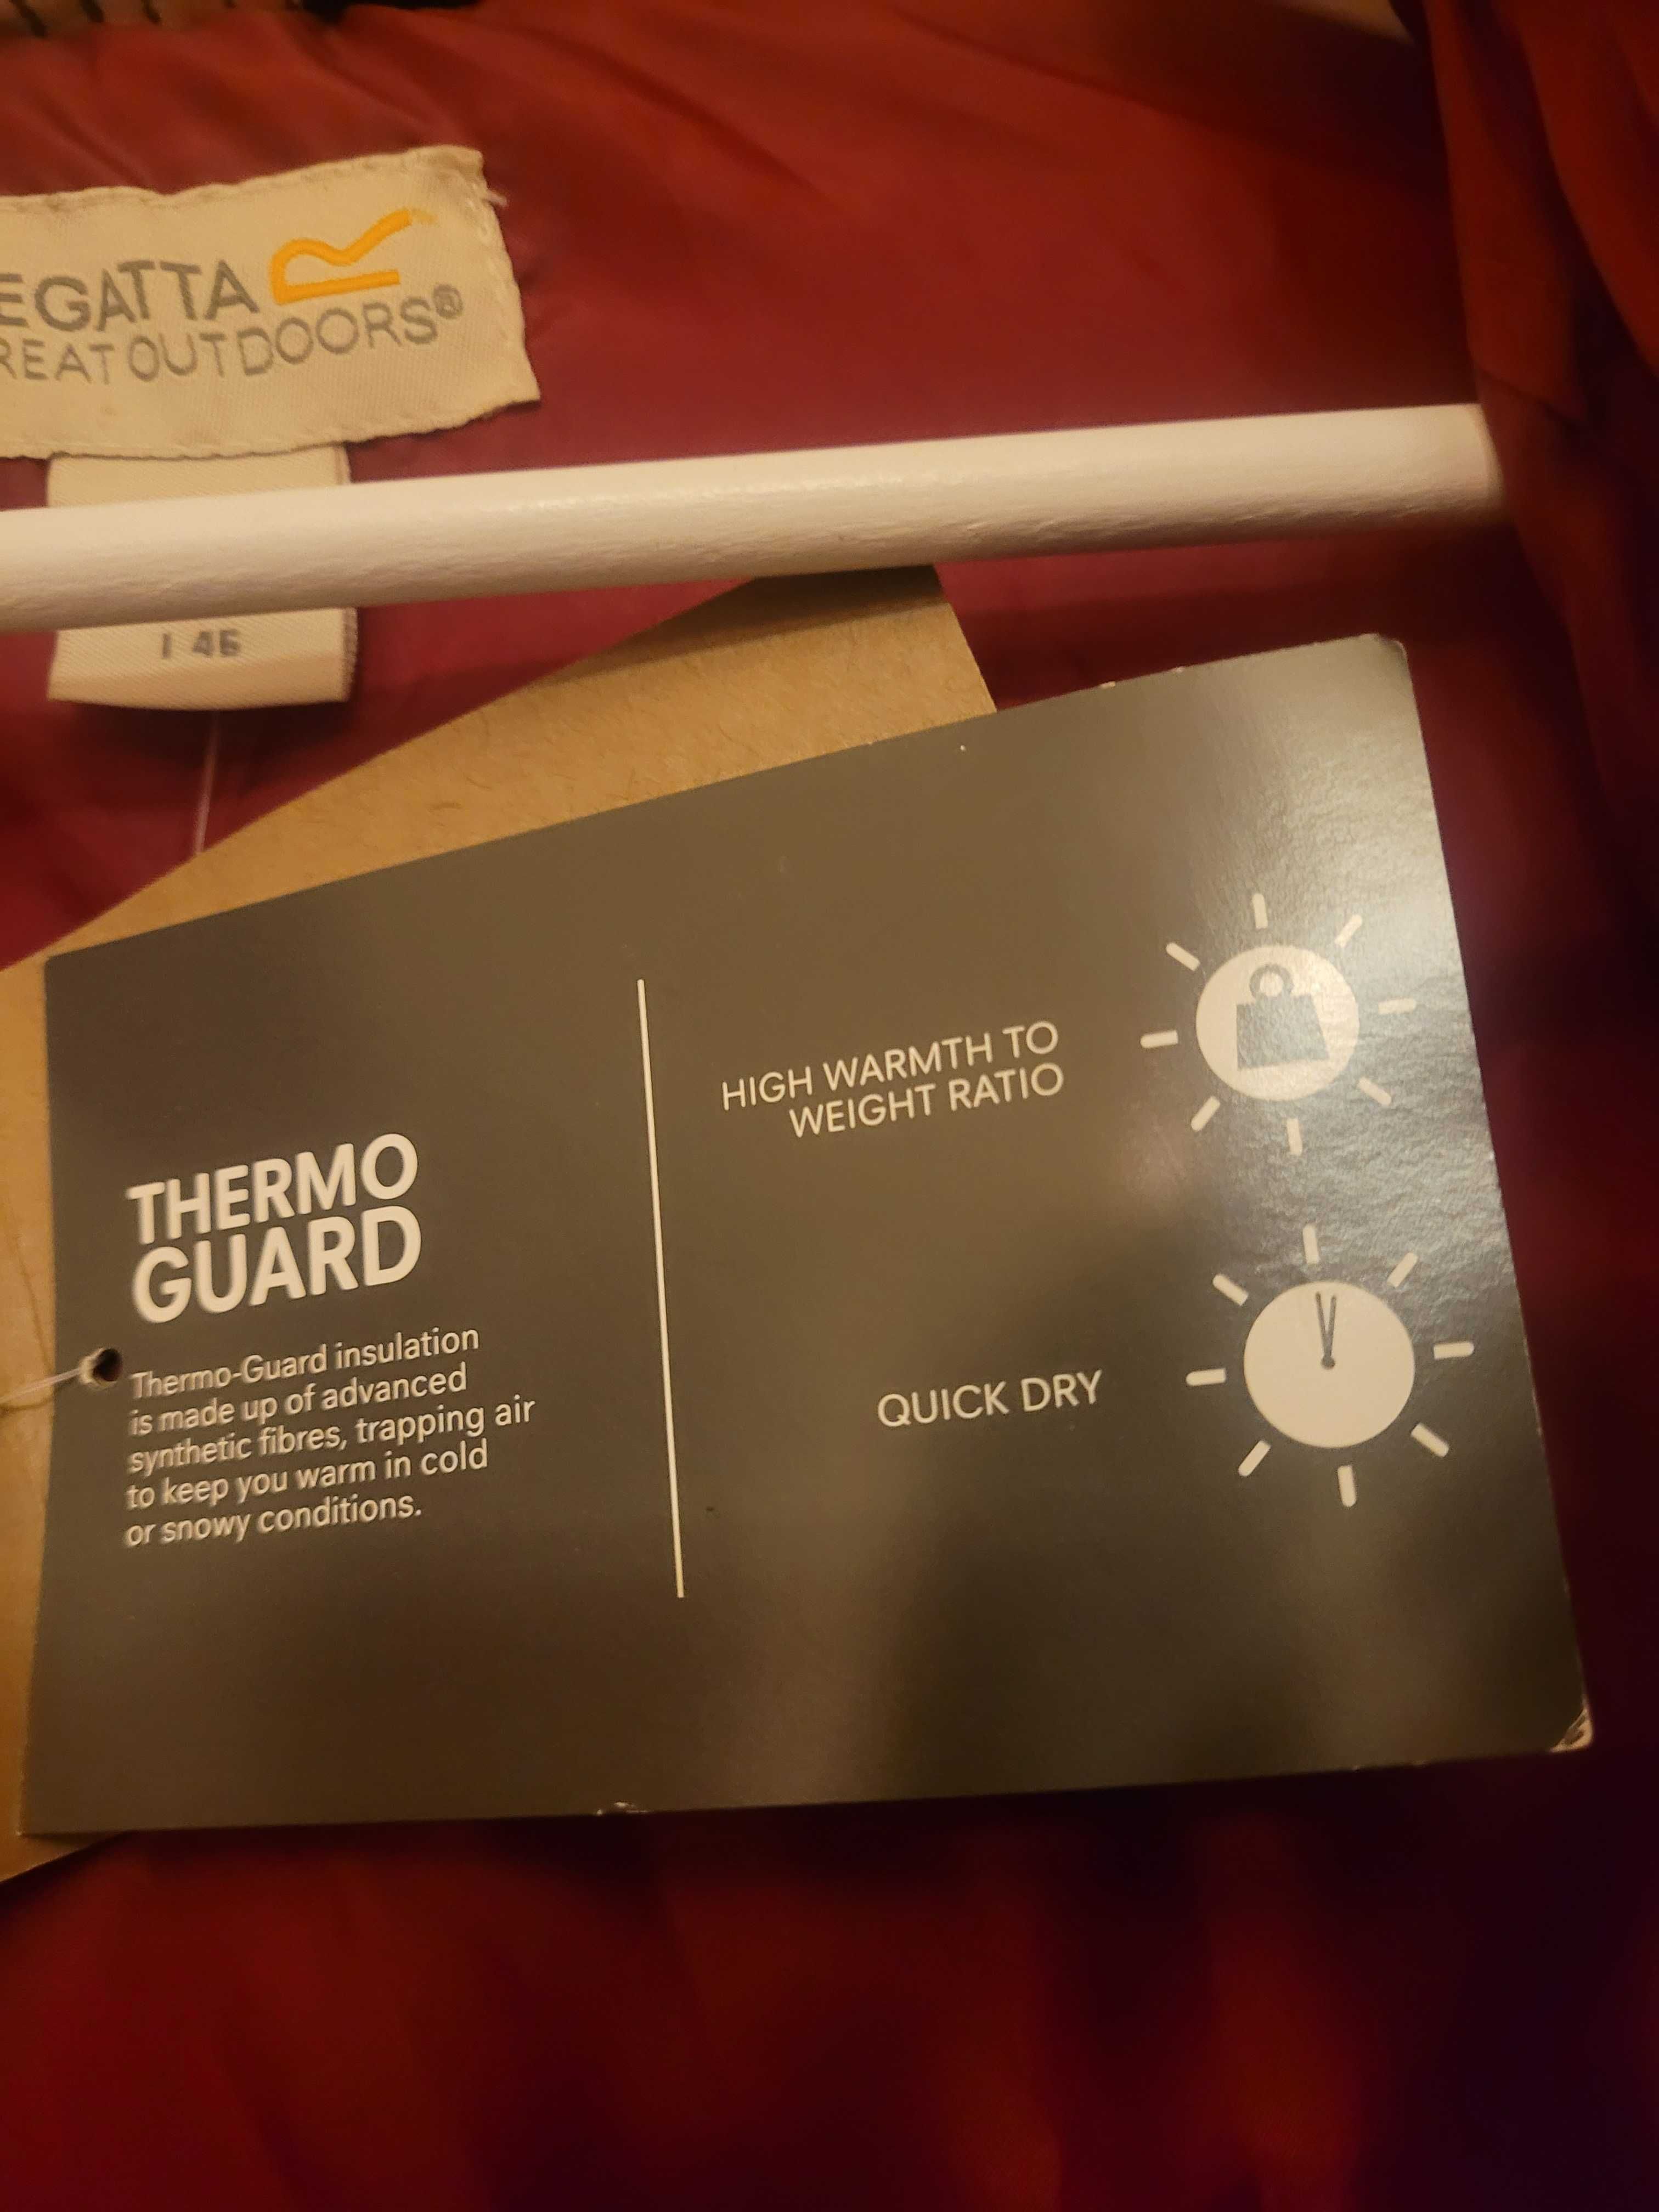 EGATTA
REAT OUTDOORS®
I 46
THERMO
GUARD
Thermo-Guard insulation
is made up of advanced
synthetic fibres, trapping air
to keep you warm in cold
or snowy conditions.
HIGH WARMTH TO
WEIGHT RATIO
QUICK DRY